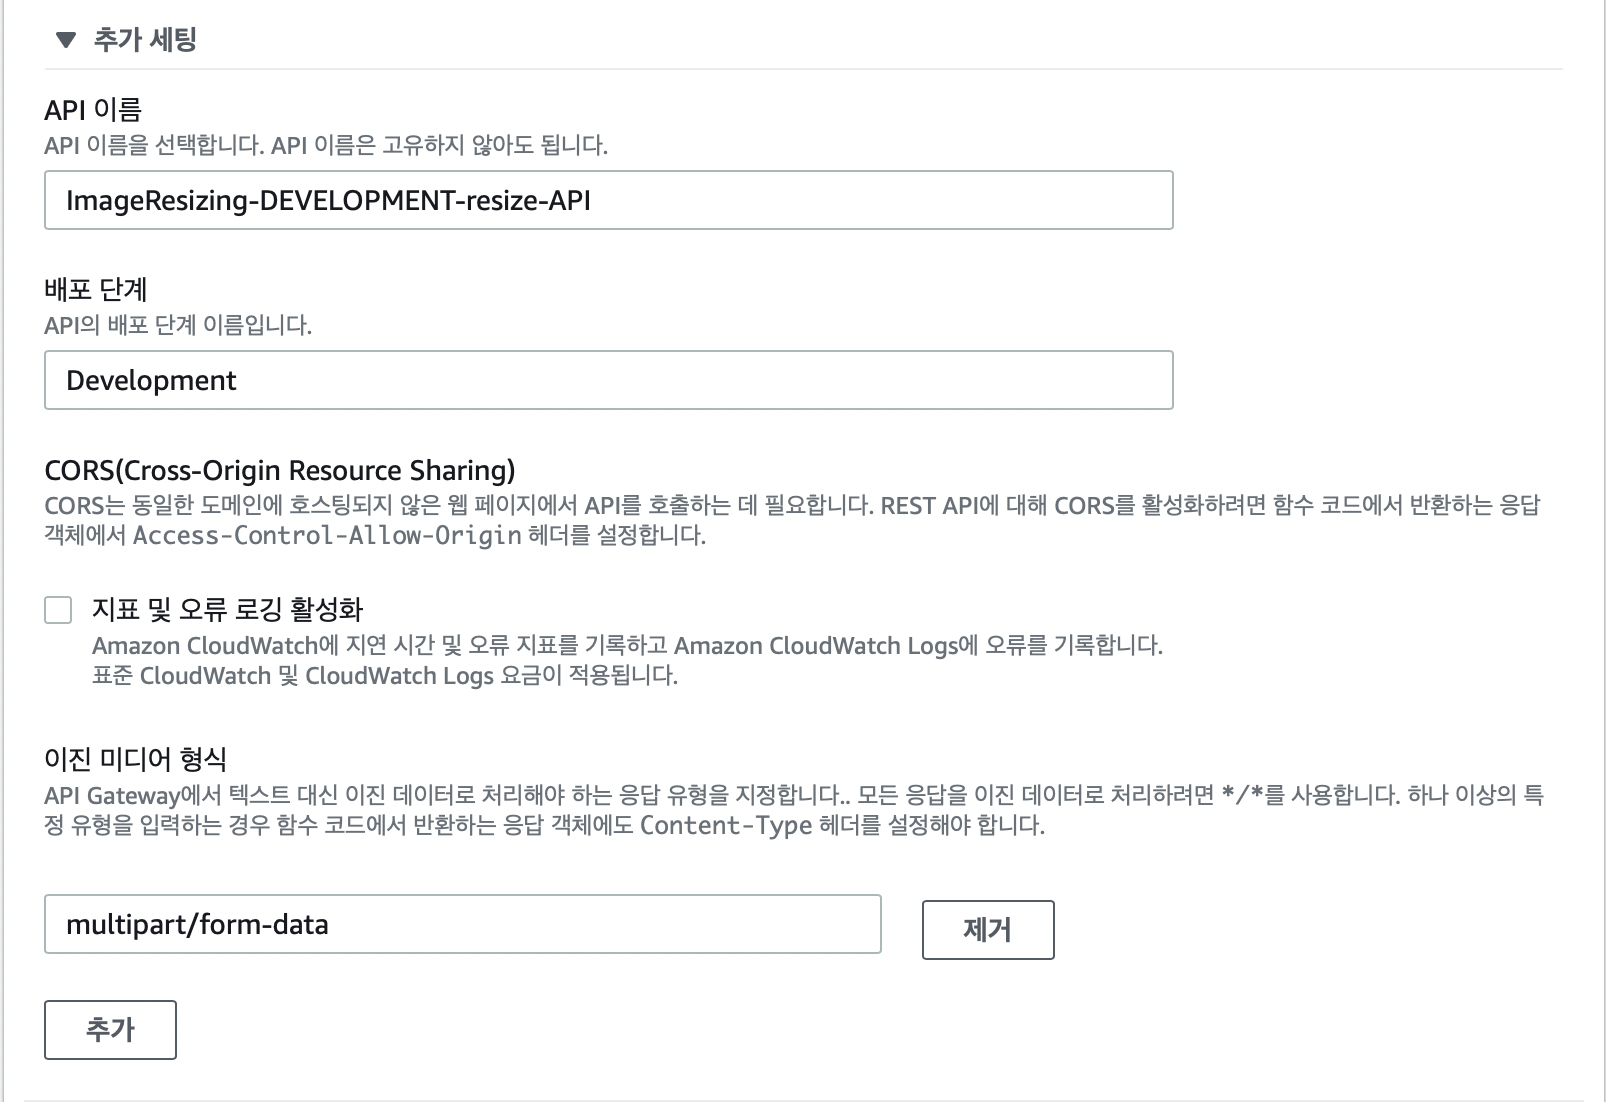 ▼ 추가 세팅
API 이름
API 이름을 선택합니다. API 이름은 고유하지 않아도 됩니다.
ImageResizing-DEVELOPMENT-resize-API
배포 단계
API의 배포 단계 이름입니다.
Development
CORS(Cross-Origin Resource Sharing)
CORS는 동일한 도메인에 호스팅되지 않은 웹 페이지에서 API를 호출하는 데 필요합니다. REST API에 대해 CORS를 활성화하려면 함수 코드에서 반환하는 응답
객체에서 Access-Control-Allow-Origin 헤더를 설정합니다.
지표 및 오류 로깅 활성화
Amazon CloudWatch에 지연 시간 및 오류 지표를 기록하고 Amazon CloudWatch Logs에 오류를 기록합니다.
표준 CloudWatch 및 CloudWatch Logs 요금이 적용됩니다.
이진 미디어 형식
API Gateway에서 텍스트 대신 이진 데이터로 처리해야 하는 응답 유형을 지정합니다.. 모든 응답을 이진 데이터로 처리하려면 */*를 사용합니다. 하나 이상의 특
정 유형을 입력하는 경우 함수 코드에서 반환하는 응답 객체에도 Content-Type 헤더를 설정해야 합니다.
multipart/form-data
제거
추가